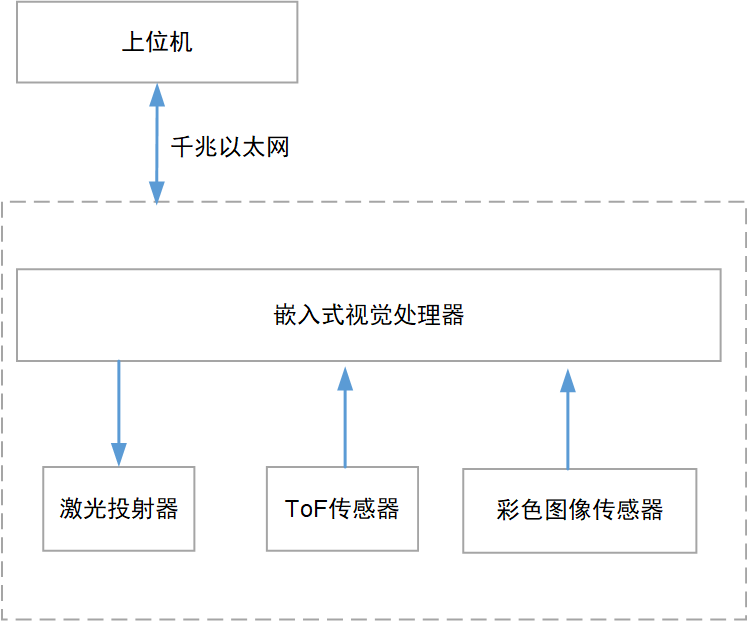 上位机
千兆以太网
嵌入式视觉处理器
激光投射器
ToF传感器
彩色图像传感器